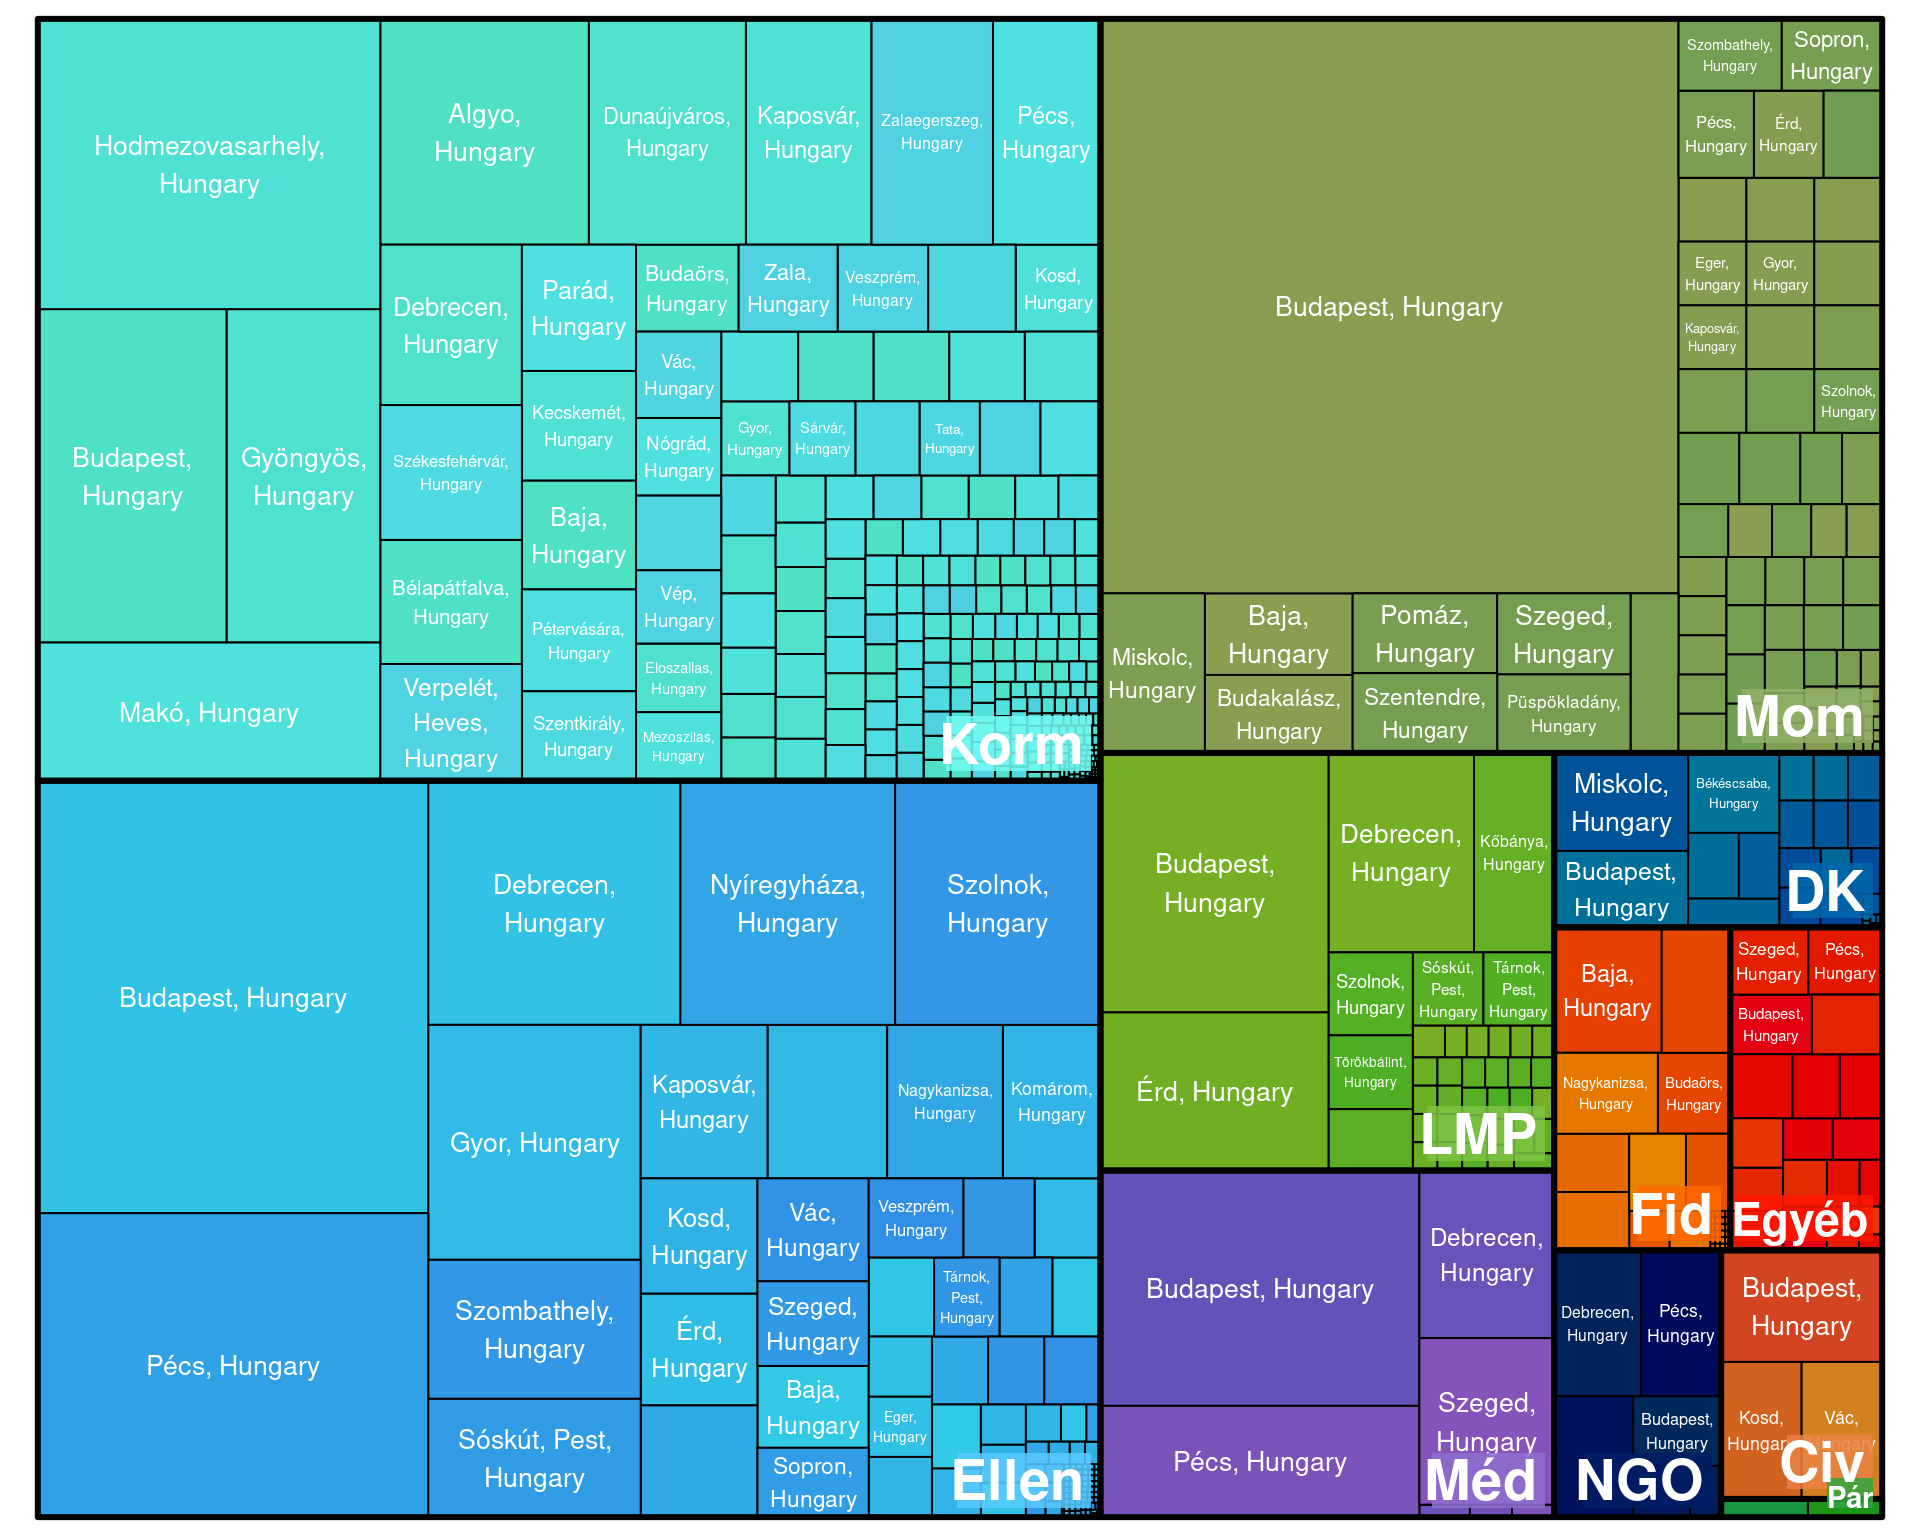 Hodmezovasarhely,
Hungary
Algyo,
Hungary
Dunaújváros,
Hungary
Kaposvár,
Hungary
Zalaegerszeg,
Hungary
Pécs,
Hungary
Budapest,
Hungary
Gyöngyös,
Hungary
Makó, Hungary
Debrecen,
Hungary
Székesfehérvár,
Hungary
Bélapátfalva,
Hungary
Verpelét,
Heves,
Hungary
Parád,
Hungary
Kecskemét,
Hungary
Baja,
Hungary
Pétervására,
Hungary
Szentkirály,
Hungary
Budaörs,
Hungary
Zala,
Hungary
Veszprém,
Hungary
Kosd,
Hungary
Vác,
Hungary
Nógrád,
Hungary
Vép,
Hungary
Eloszallas,
Hungary
Mezoszilas,
Hungary
Gyor,
Hungary
Sárvár,
Hungary
Tata,
Hungary
Korm
Budapest, Hungary
Szombathely,
Hungary
Sopron,
Hungary
Pécs,
Hungary
Érd,
Hungary
Eger,
Hungary
Gyor,
Hungary
Kaposvár,
Hungary
Szolnok,
Hungary
Miskolc,
Hungary
Baja,
Hungary
Budakalász,
Hungary
Pomáz,
Hungary
Szentendre,
Hungary
Szeged,
Hungary
Püspökladány,
Hungary
Mom
Budapest, Hungary
Pécs, Hungary
Debrecen,
Hungary
Nyíregyháza,
Hungary
Szolnok,
Hungary
Gyor, Hungary
Szombathely,
Hungary
Sóskút, Pest,
Hungary
Kaposvár,
Hungary
Nagykanizsa,
Hungary
Komárom,
Hungary
Kosd,
Hungary
Érd,
Hungary
Vác,
Hungary
Szeged,
Hungary
Baja,
Hungary
Sopron,
Hungary
Veszprém,
Hungary
Tárnok,
Pest,
Hungary
Eger,
Hungary
Ellen
Budapest,
Hungary
Érd, Hungary
Debrecen,
Hungary
Kőbánya,
Hungary
Szolnok,
Hungary
Sóskút,
Pest,
Hungary
Tárnok,
Pest,
Hungary
Törökbálint,
Hungary
LMP
Budapest, Hungary
Pécs, Hungary
Debrecen,
Hungary
Szeged,
Hungary
Méd
Miskolc,
Hungary
Budapest,
Hungary
Békéscsaba,
Hungary
DK
Baja,
Hungary
Nagykanizsa,
Hungary
Budaörs,
Hungary
Fid
Szeged,
Hungary
Pécs,
Hungary
Budapest,
Hungary
Egyéb
Debrecen,
Hungary
Pécs,
Hungary
Budapest,
Hungary
NGO
Budapest,
Hungary
Kosd,
Hungary
Vác,
Hungary
Civ
Pár